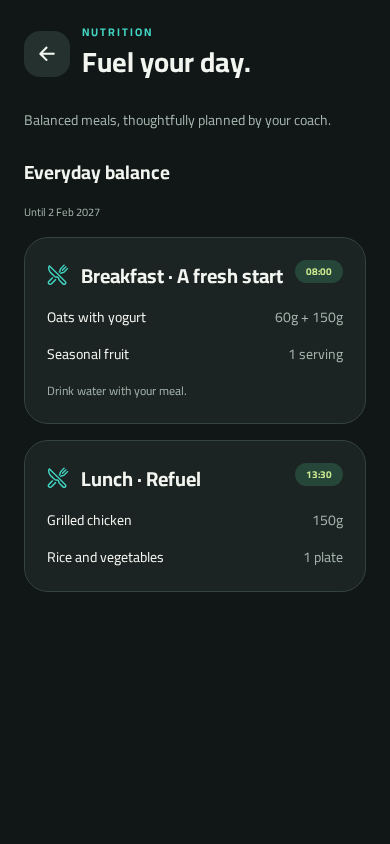 NUTRITION
Fuel your day.
Balanced meals, thoughtfully planned by your coach.
Everyday balance
Until 2 Feb 2027
Breakfast · A fresh start 08:00
Oats with yogurt 60g + 150g
Seasonal fruit 1 serving
Drink water with your meal.
Lunch · Refuel 13:30
Grilled chicken 150g
Rice and vegetables 1 plate